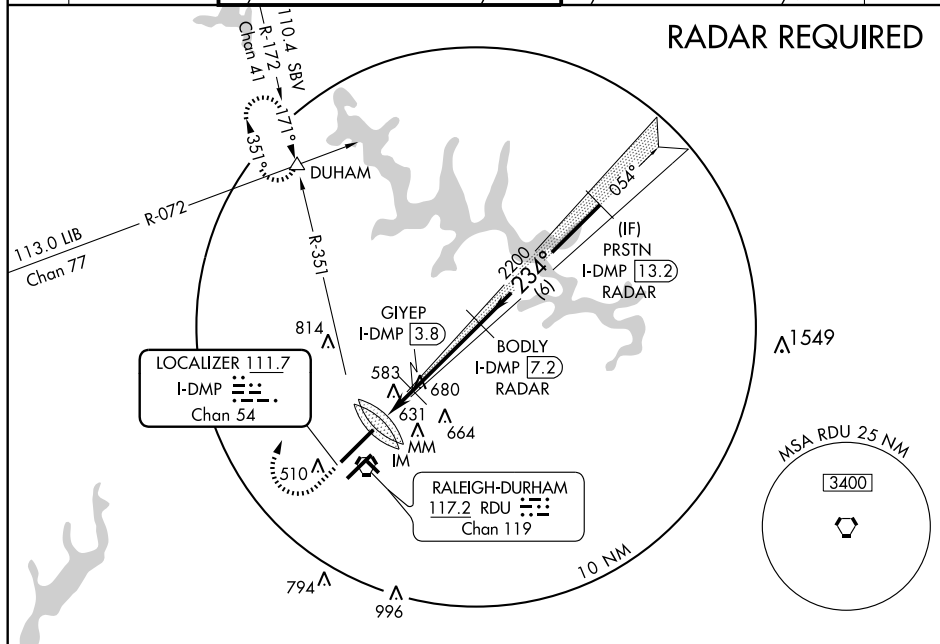 RADAR REQUIRED
110.4 SBV
R-172
Chan 41
171°
351°
DUHAM
R-072
113.0 LIB
Chan 77
R-351
054°
(IF)
PRSTN
I-DMP 13.2
RADAR
2200
234°
(6)
GIYEP
I-DMP 3.8
BODLY
I-DMP 7.2
RADAR
814
1549
LOCALIZER 111.7
I-DMP
Chan 54
583
680
631
664
MM
IM
510
RALEIGH-DURHAM
117.2 RDU
Chan 119
MSA RDU 25 NM
3400
10 NM
794
996